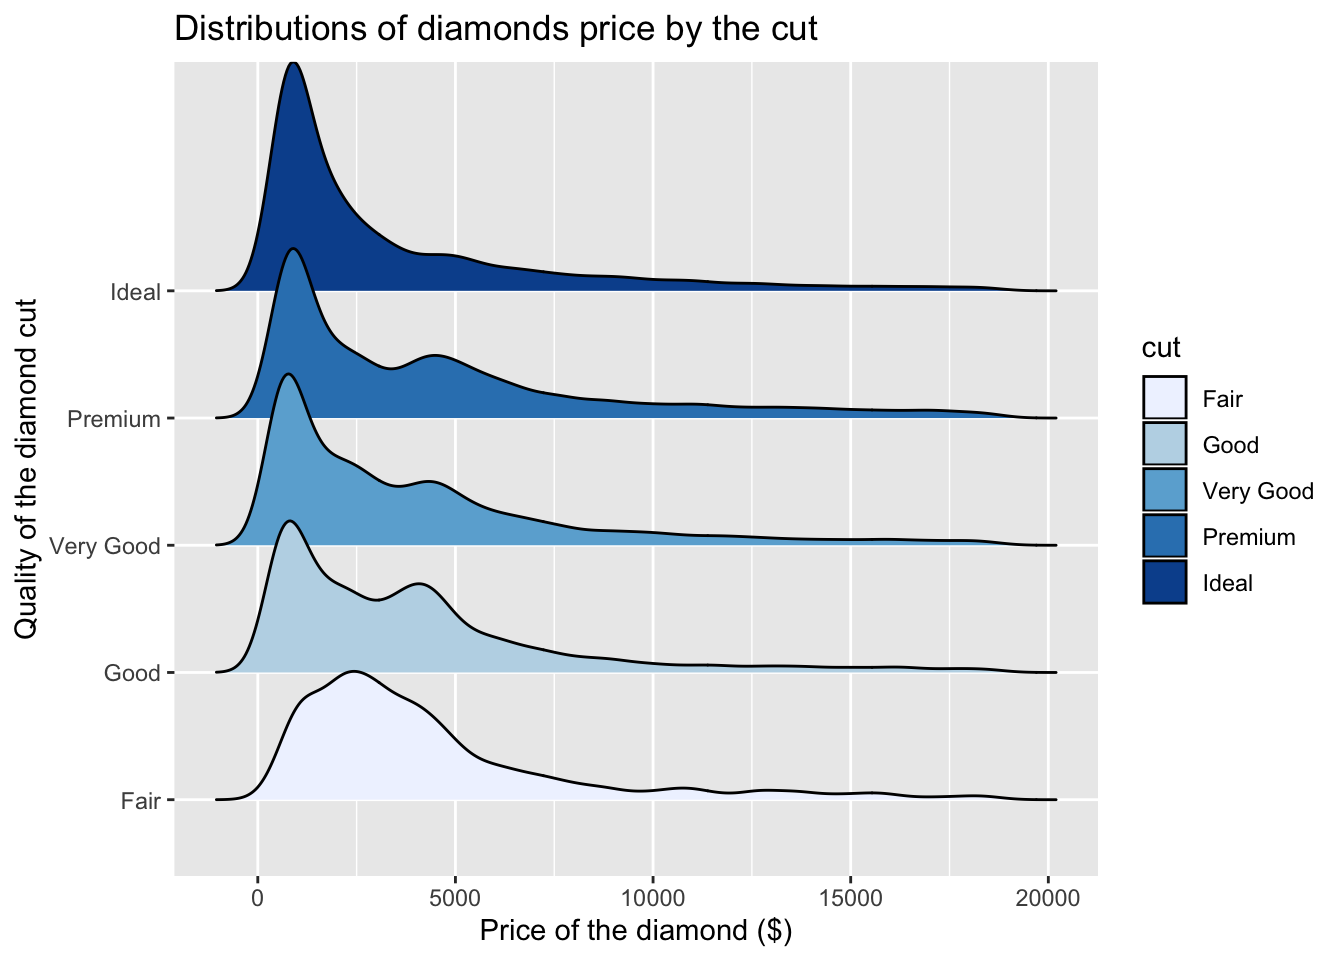 Distributions of diamonds price by the cut
Quality of the diamond cut
Ideal
Premium
Very Good
Good
Fair
0 5000 10000 15000 20000
Price of the diamond ($)
cut
Fair
Good
Very Good
Premium
Ideal